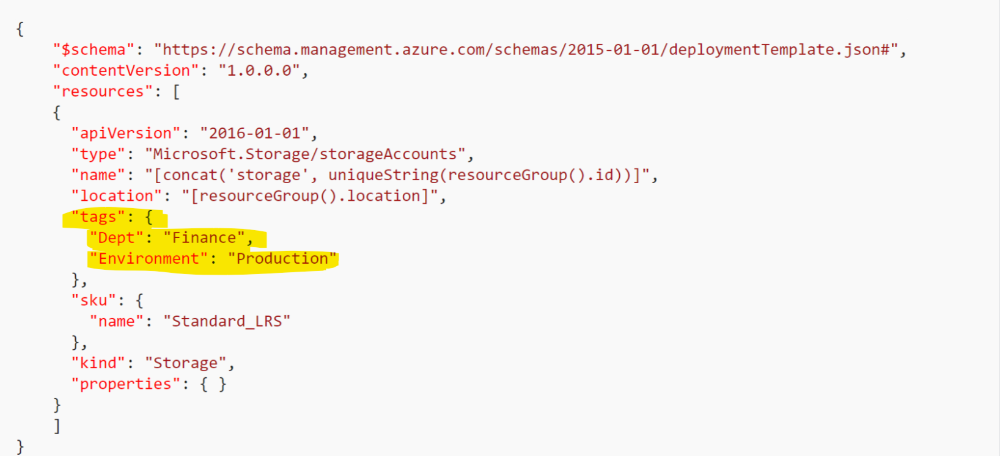 {
"$schema": "https://schema.management.azure.com/schemas/2015-01-01/deploymentTemplate.json#",
"contentVersion": "1.0.0.0",
"resources": [
{
"apiVersion": "2016-01-01",
"type": "Microsoft.Storage/storageAccounts",
"name": "[concat('storage', uniqueString(resourceGroup().id))]",
"location": "[resourceGroup().location]",
"tags": {
"Dept": "Finance",
"Environment": "Production"
},
"sku": {
"name": "Standard_LRS"
},
"kind": "Storage",
"properties": { }
}
]
}